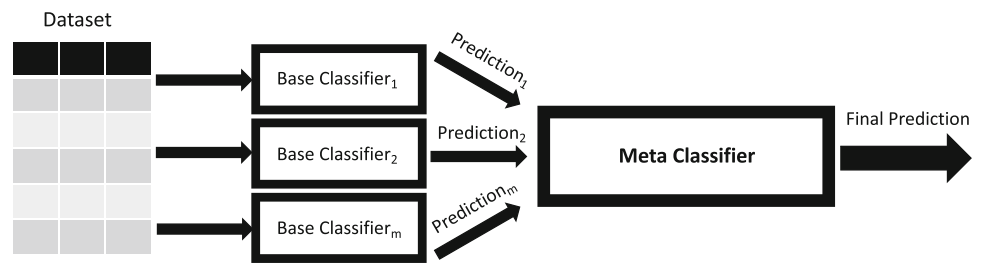 Dataset
Base Classifier₁
Prediction₁
Base Classifier₂
Prediction₂
Base Classifierₘ
Predictionₘ
Meta Classifier
Final Prediction